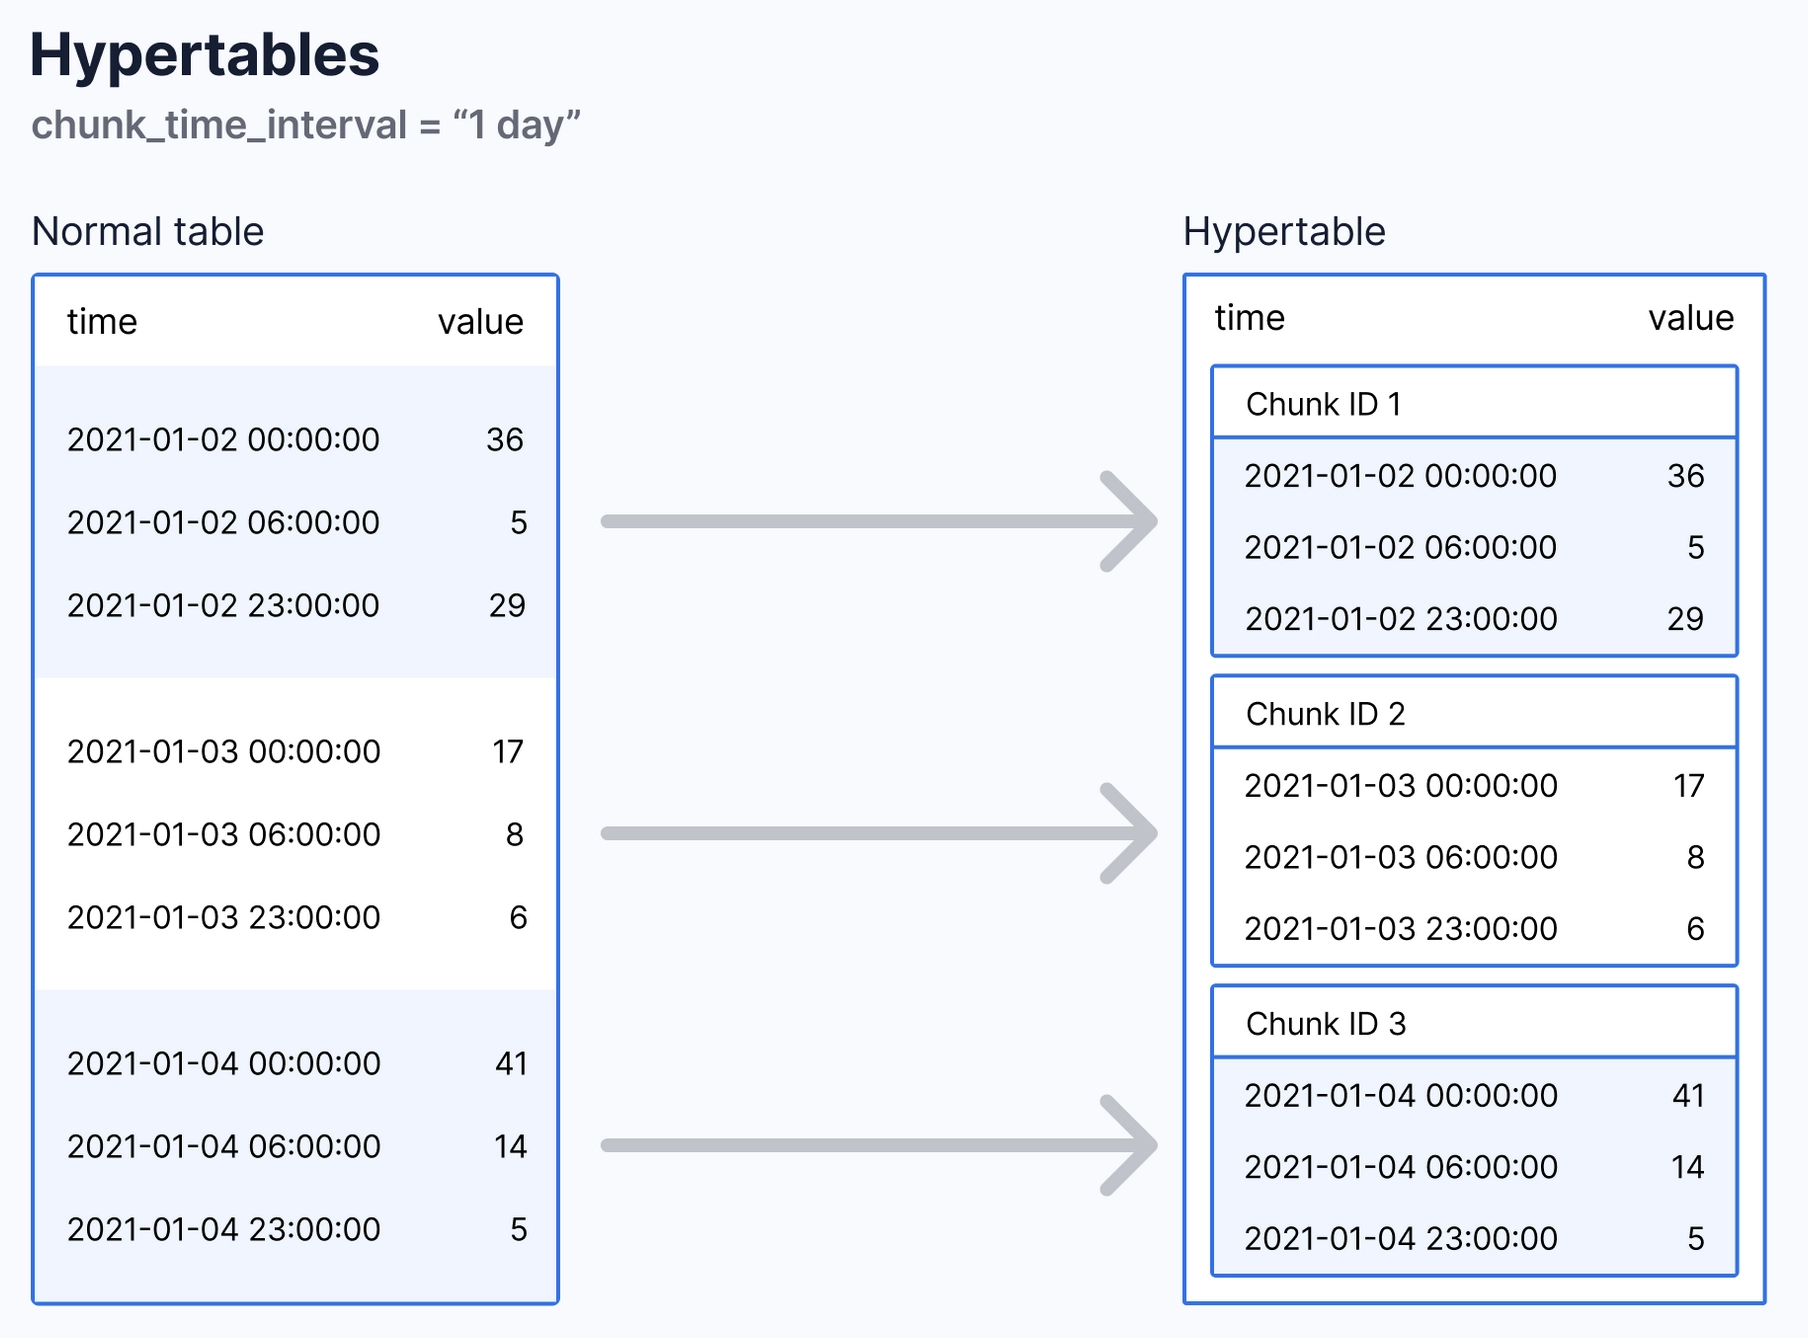 Hypertables
chunk_time_interval = “1 day”
Normal table
time value
2021-01-02 00:00:00 36
2021-01-02 06:00:00 5
2021-01-02 23:00:00 29
2021-01-03 00:00:00 17
2021-01-03 06:00:00 8
2021-01-03 23:00:00 6
2021-01-04 00:00:00 41
2021-01-04 06:00:00 14
2021-01-04 23:00:00 5
Hypertable
time value
Chunk ID 1
2021-01-02 00:00:00 36
2021-01-02 06:00:00 5
2021-01-02 23:00:00 29
Chunk ID 2
2021-01-03 00:00:00 17
2021-01-03 06:00:00 8
2021-01-03 23:00:00 6
Chunk ID 3
2021-01-04 00:00:00 41
2021-01-04 06:00:00 14
2021-01-04 23:00:00 5